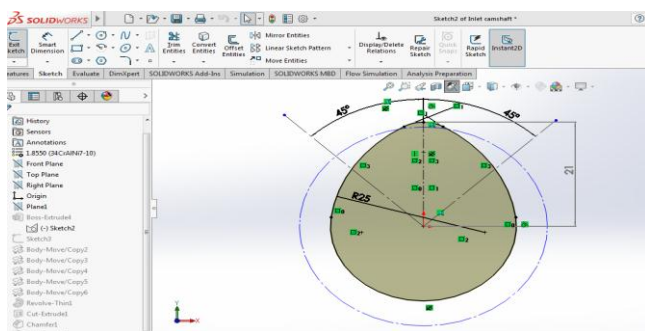 SOLIDWORKS
Sketch2 of Inlet camshaft *
Exit Sketch
Smart Dimension
Trim Entities
Convert Entities
Offset Entities
Mirror Entities
Linear Sketch Pattern
Move Entities
Display/Delete Relations
Repair Sketch
Quick Snaps
Rapid Sketch
Instant2D
eatures Sketch Evaluate DimXpert SOLIDWORKS Add-Ins Simulation SOLIDWORKS MBD Flow Simulation Analysis Preparation
History
Sensors
Annotations
1.8550 (34CrAlNi7-10)
Front Plane
Top Plane
Right Plane
Origin
Plane1
Boss-Extrude4
(-) Sketch2
Sketch3
Body-Move/Copy2
Body-Move/Copy3
Body-Move/Copy4
Body-Move/Copy5
Body-Move/Copy6
Revolve-Thin1
Cut-Extrude1
Chamfer1
45°
45°
R25
21
Y
X